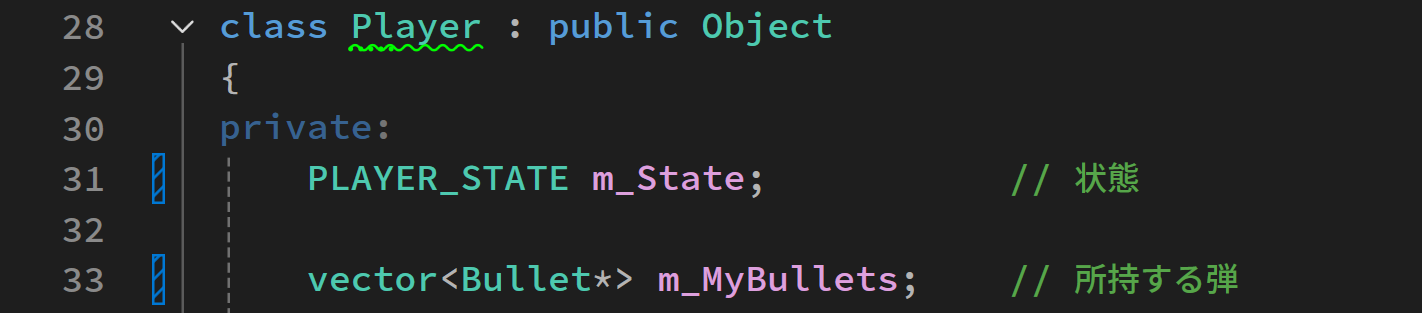 28 class Player : public Object
29 {
30 private:
31 PLAYER_STATE m_State; // 状態
32
33 vector<Bullet*> m_MyBullets; // 所持する弾